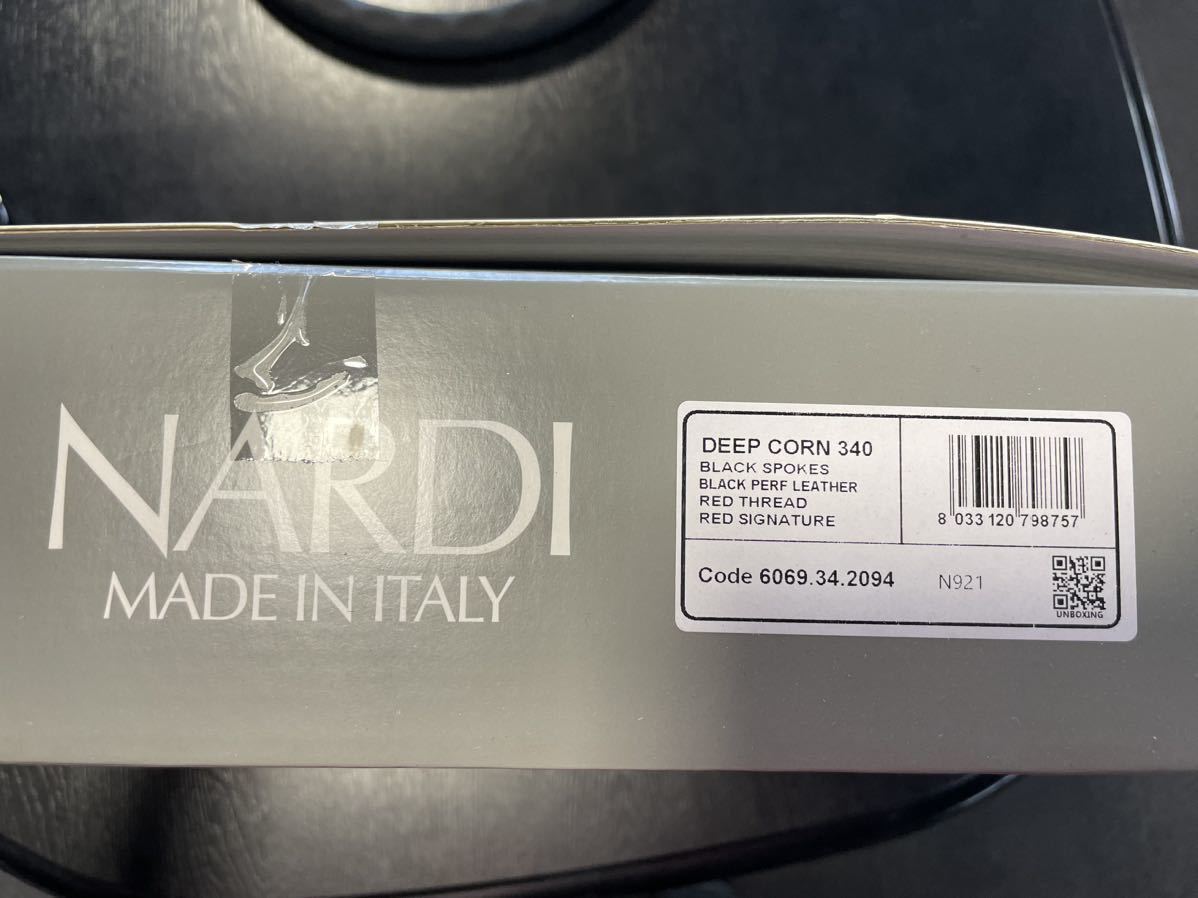 NARDI
MADE IN ITALY
DEEP CORN 340
BLACK SPOKES
BLACK PERF LEATHER
RED THREAD
RED SIGNATURE
8 033120 798757
Code 6069.34.2094
N921
UNBOXING